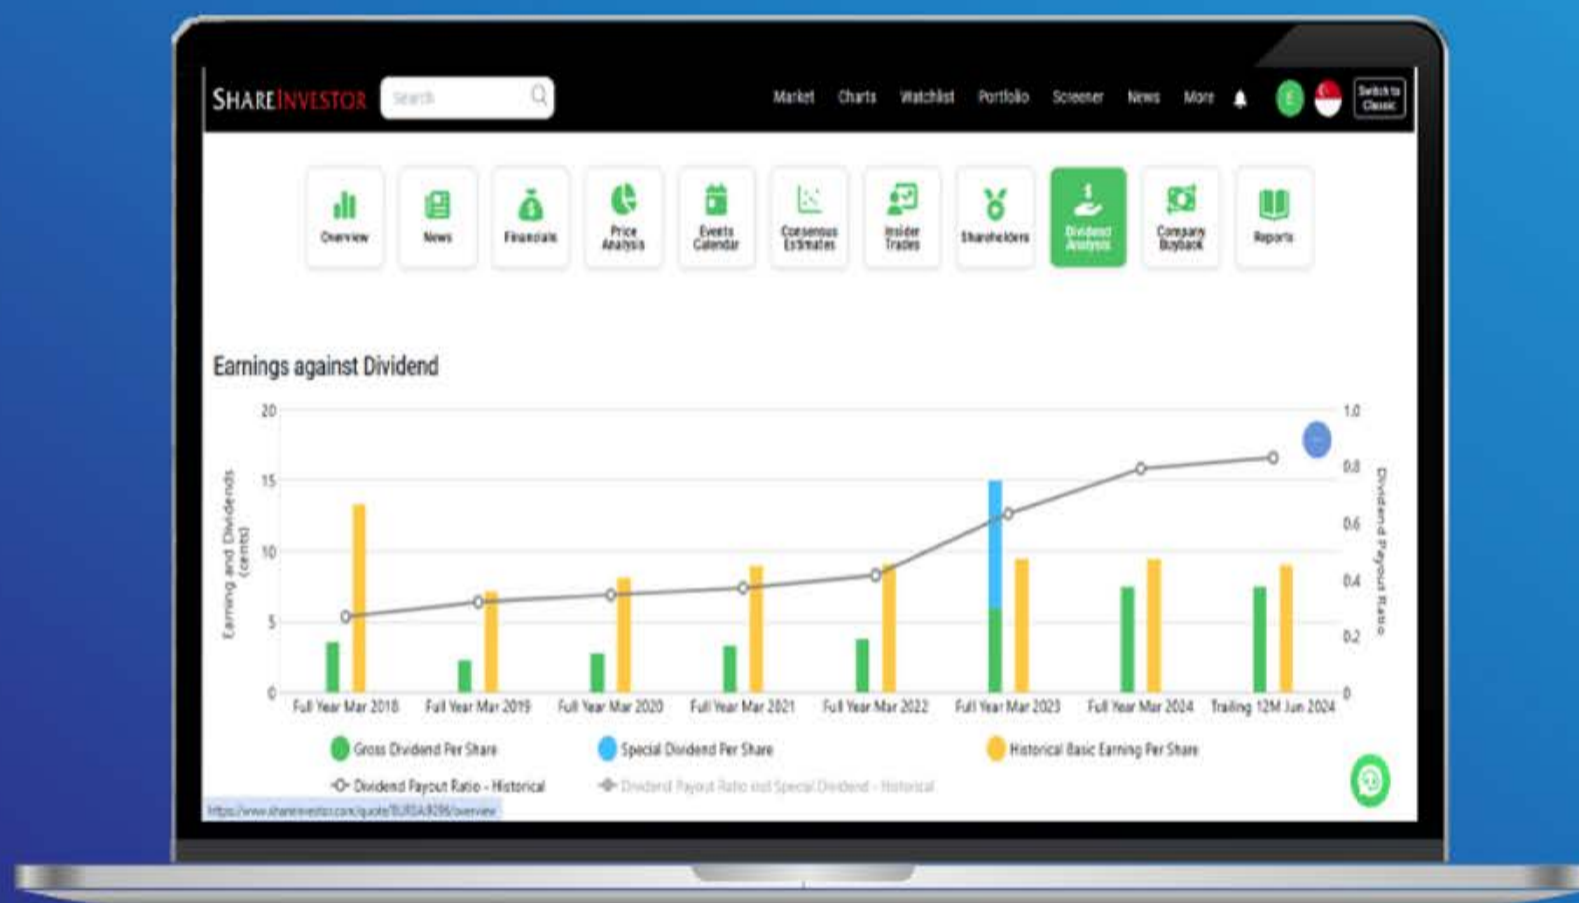 SHAREINVESTOR
Search
Market Charts Watchlist Portfolio Screener News More
E
Switch to
Classic
Overview
News
Financials
Price
Analysis
Events
Calendar
Consensus
Estimates
Insider
Trades
Shareholders
Dividend
Analysis
Company
Buyback
Reports
Earnings against Dividend
20
15
10
5
0
Earning and Dividends
(cents)
1.0
0.8
0.6
0.4
0.2
0
Dividend Payout Ratio
Full Year Mar 2018 Full Year Mar 2019 Full Year Mar 2020 Full Year Mar 2021 Full Year Mar 2022 Full Year Mar 2023 Full Year Mar 2024 Trailing 12M Jun 2024
Gross Dividend Per Share Special Dividend Per Share Historical Basic Earning Per Share
Dividend Payout Ratio - Historical Dividend Payout Ratio Special Dividend - Historical